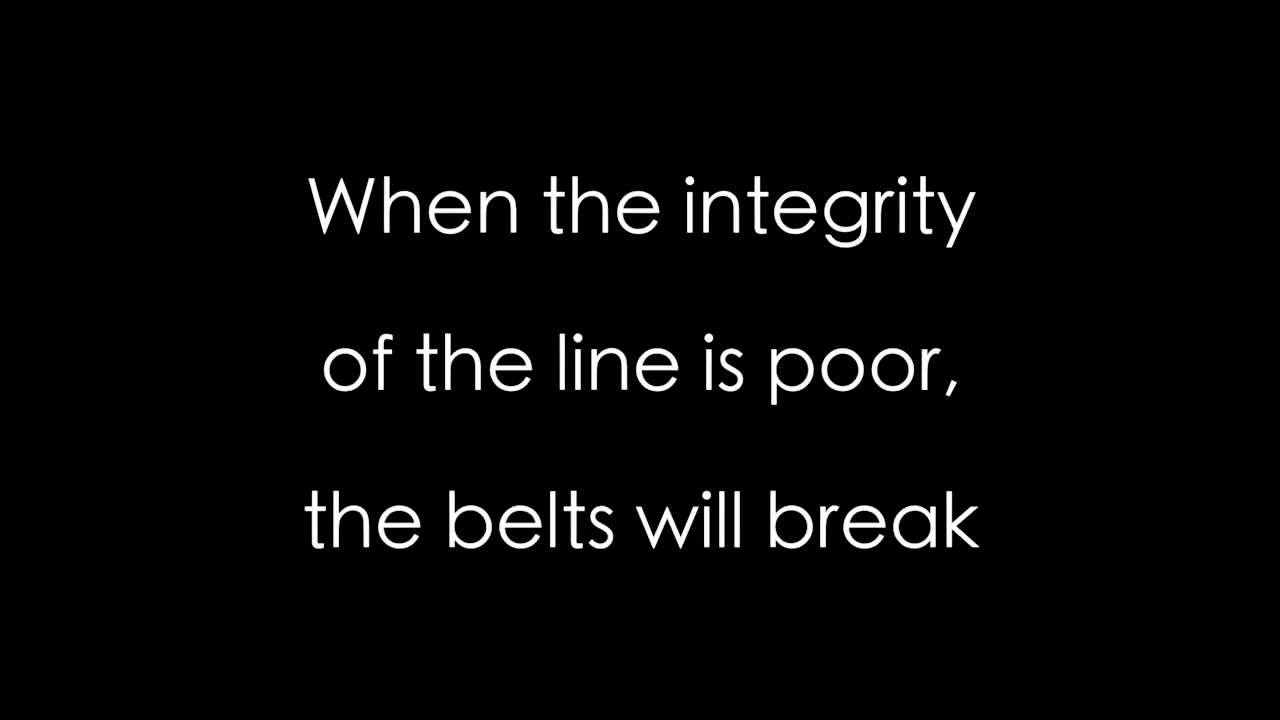 When the integrity
of the line is poor,
the belts will break